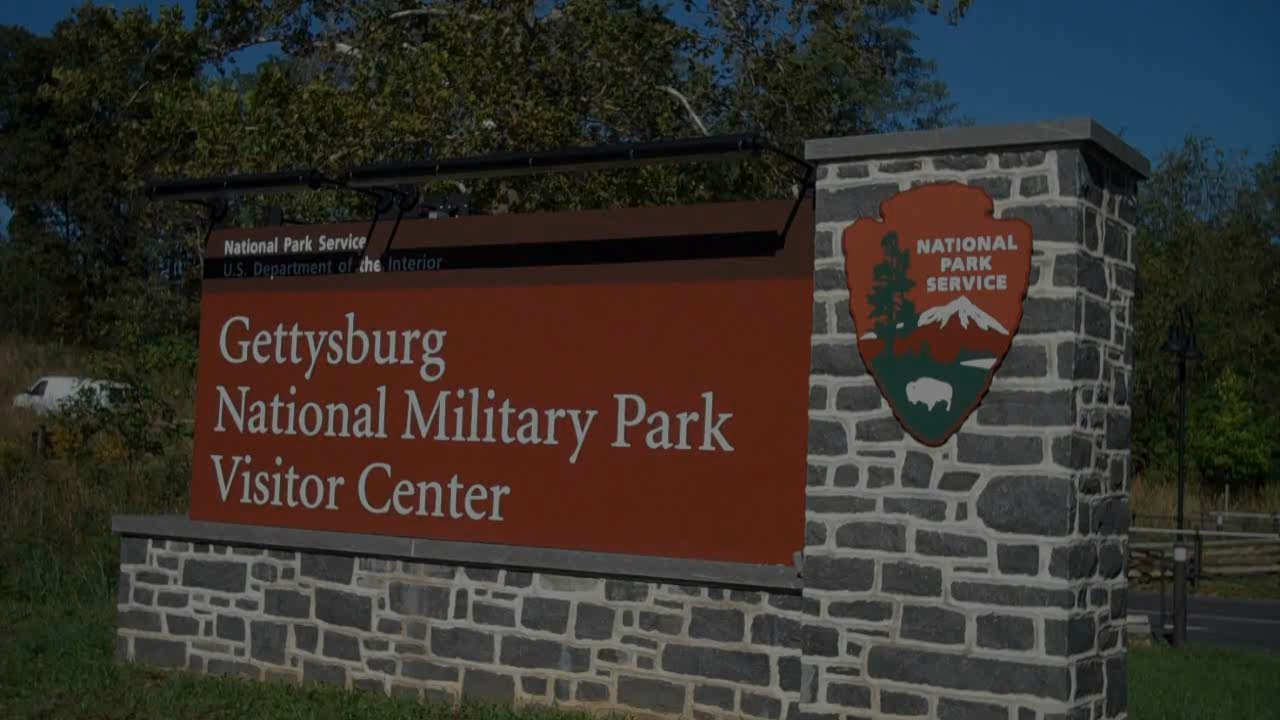 National Park Service
U.S. Department of the Interior
Gettysburg
National Military Park
Visitor Center
NATIONAL
PARK
SERVICE